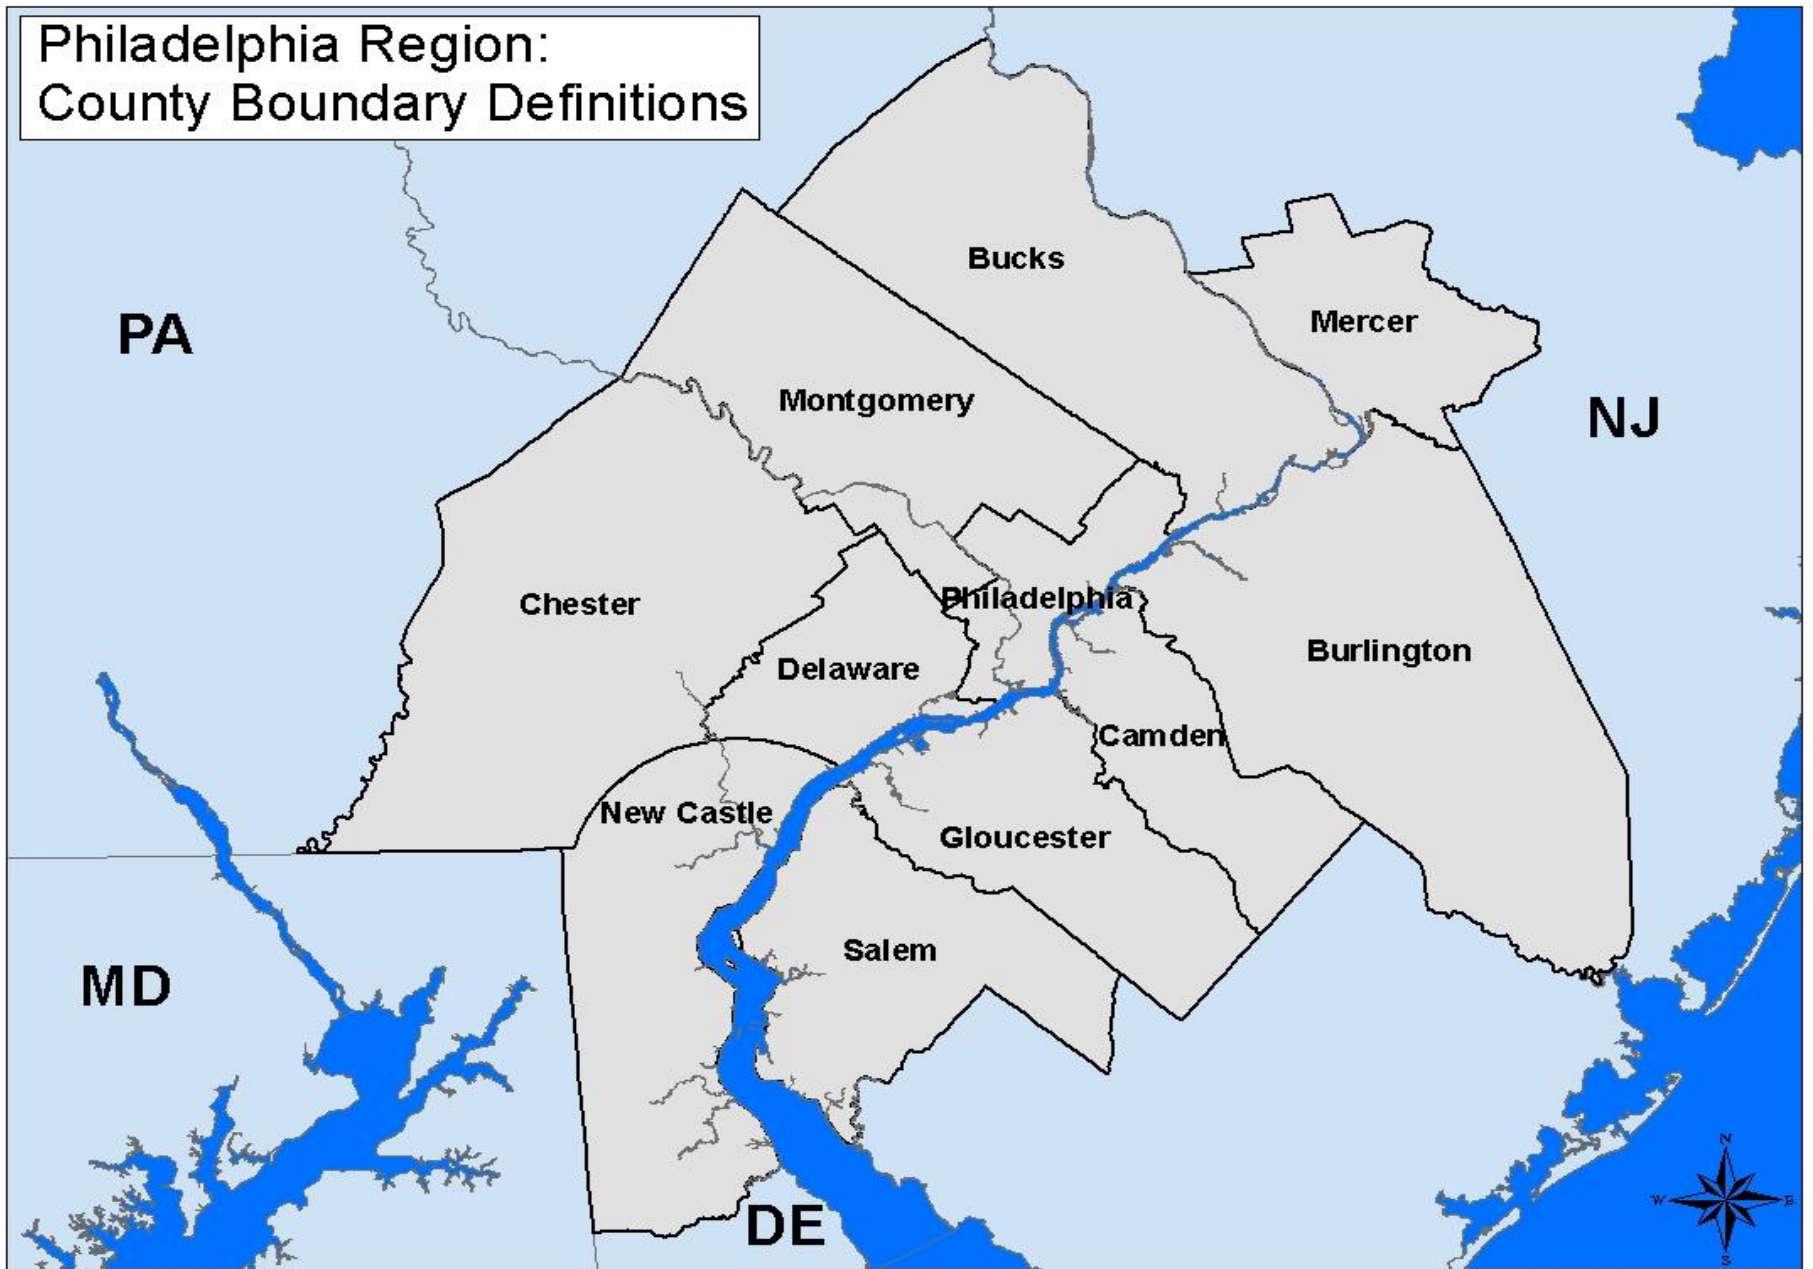 Philadelphia Region:
County Boundary Definitions
Bucks
PA
Mercer
Montgomery
NJ
Chester
Philadelphia
Burlington
Delaware
Camden
New Castle
Gloucester
Salem
MD
N
W
E
S
DE